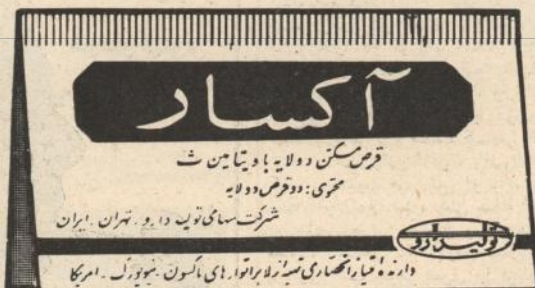 آکسار
قرص مسکن دولایه با ویتامین ث
محتوی: دو قرص دولایه
شرکت سهامی تولید دارو. تهران. ایران
تولید دارو
دارنده امتیاز انحصاری تهیه از لابراتوارهای باکسون. نیویورک. امریکا